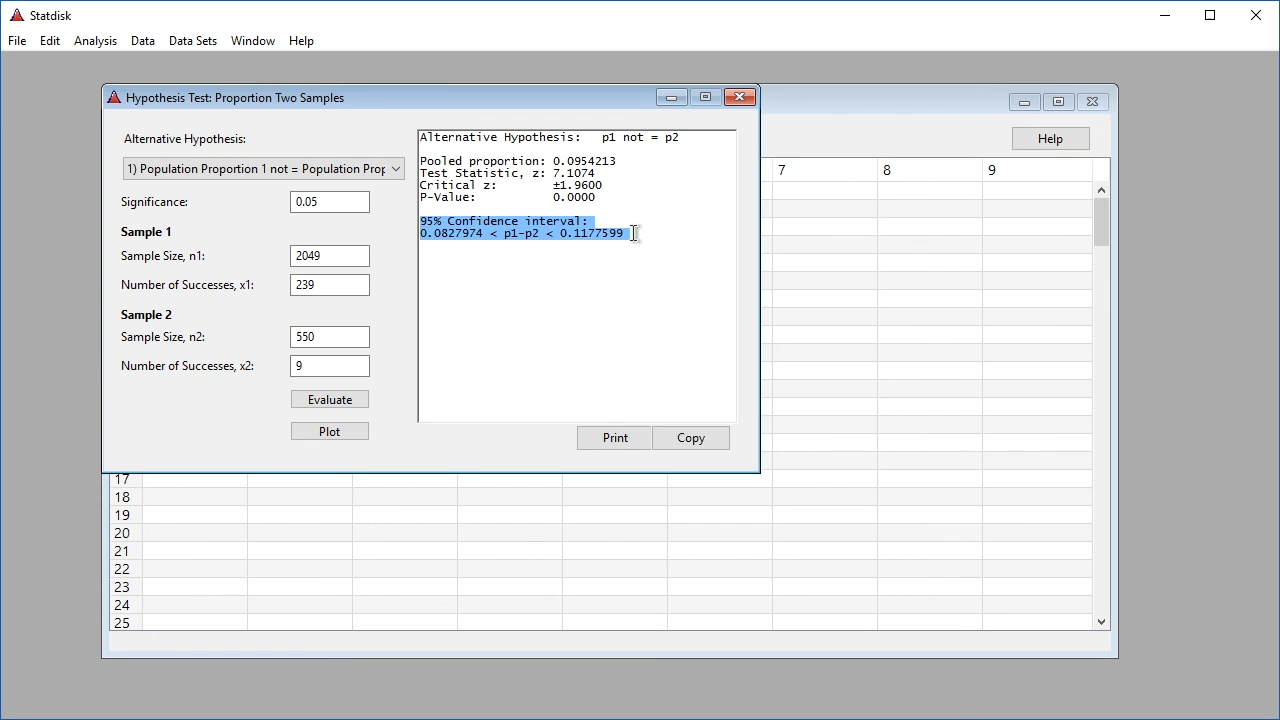 Statdisk
File Edit Analysis Data Data Sets Window Help
Hypothesis Test: Proportion Two Samples
Help
Alternative Hypothesis:
1) Population Proportion 1 not = Population Prop
Significance: 0.05
Sample 1
Sample Size, n1: 2049
Number of Successes, x1: 239
Sample 2
Sample Size, n2: 550
Number of Successes, x2: 9
Evaluate
Plot
Alternative Hypothesis: p1 not = p2
Pooled proportion: 0.0954213
Test Statistic, z: 7.1074
Critical z: ±1.9600
P-Value: 0.0000
95% Confidence interval:
0.0827974 < p1-p2 < 0.1177599
Print Copy
7 8 9
17
18
19
20
21
22
23
24
25